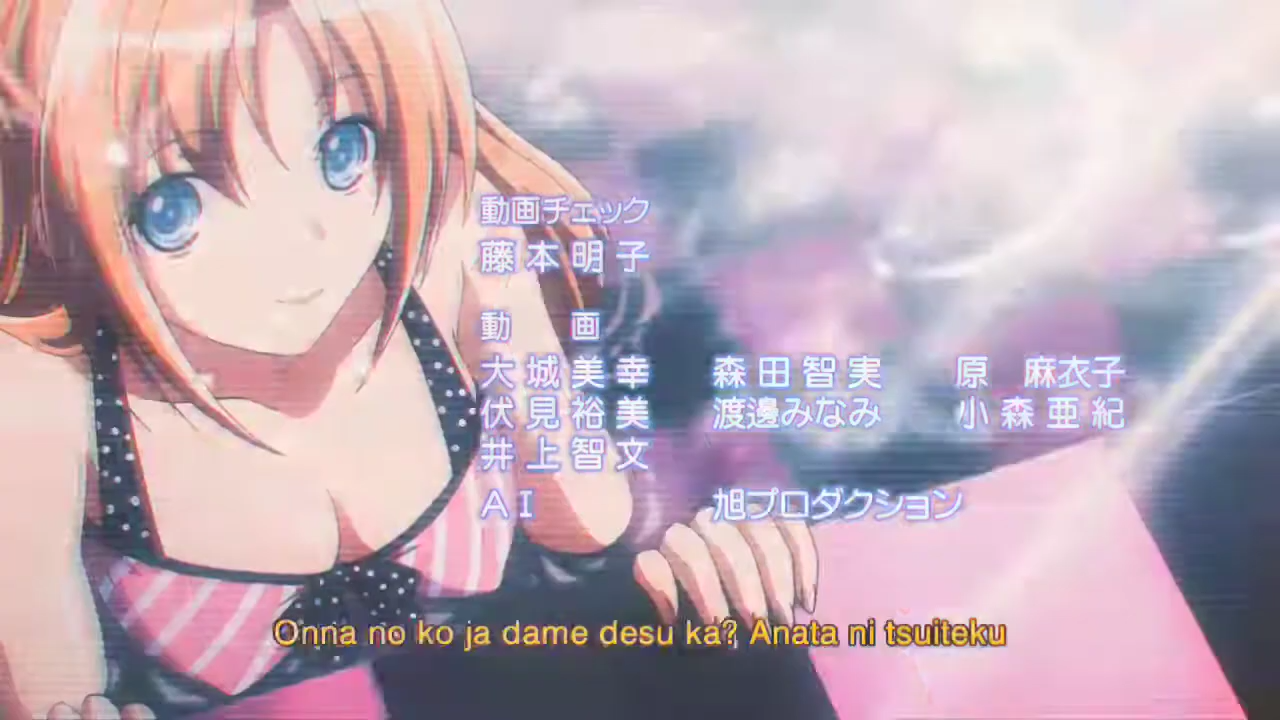 動画チェック
藤本明子
動 画
大城美幸 森田智実 原 麻衣子
伏見裕美 渡邊みなみ 小森亜紀
井上智文
AI 旭プロダクション
Onna no ko ja dame desu ka? Anata ni tsuiteku